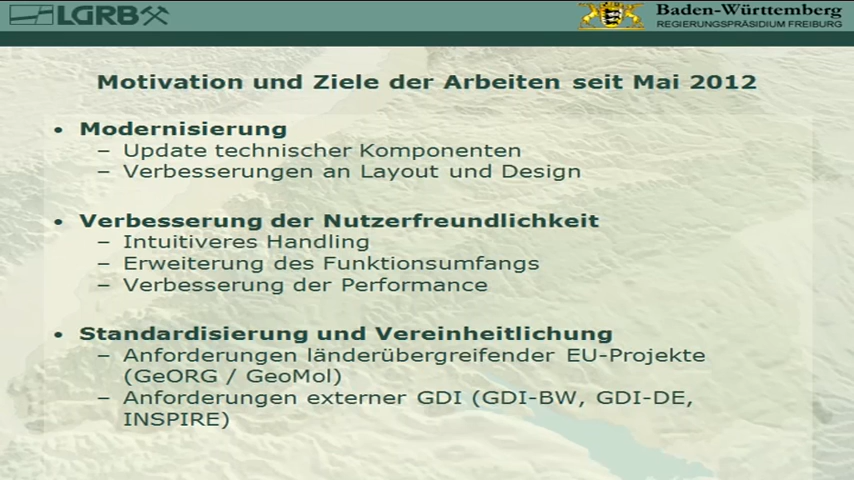 LGRB
Baden-Württemberg
REGIERUNGSPRÄSIDIUM FREIBURG
Motivation und Ziele der Arbeiten seit Mai 2012
• Modernisierung
– Update technischer Komponenten
– Verbesserungen an Layout und Design
• Verbesserung der Nutzerfreundlichkeit
– Intuitiveres Handling
– Erweiterung des Funktionsumfangs
– Verbesserung der Performance
• Standardisierung und Vereinheitlichung
– Anforderungen länderübergreifender EU-Projekte
(GeORG / GeoMol)
– Anforderungen externer GDI (GDI-BW, GDI-DE,
INSPIRE)